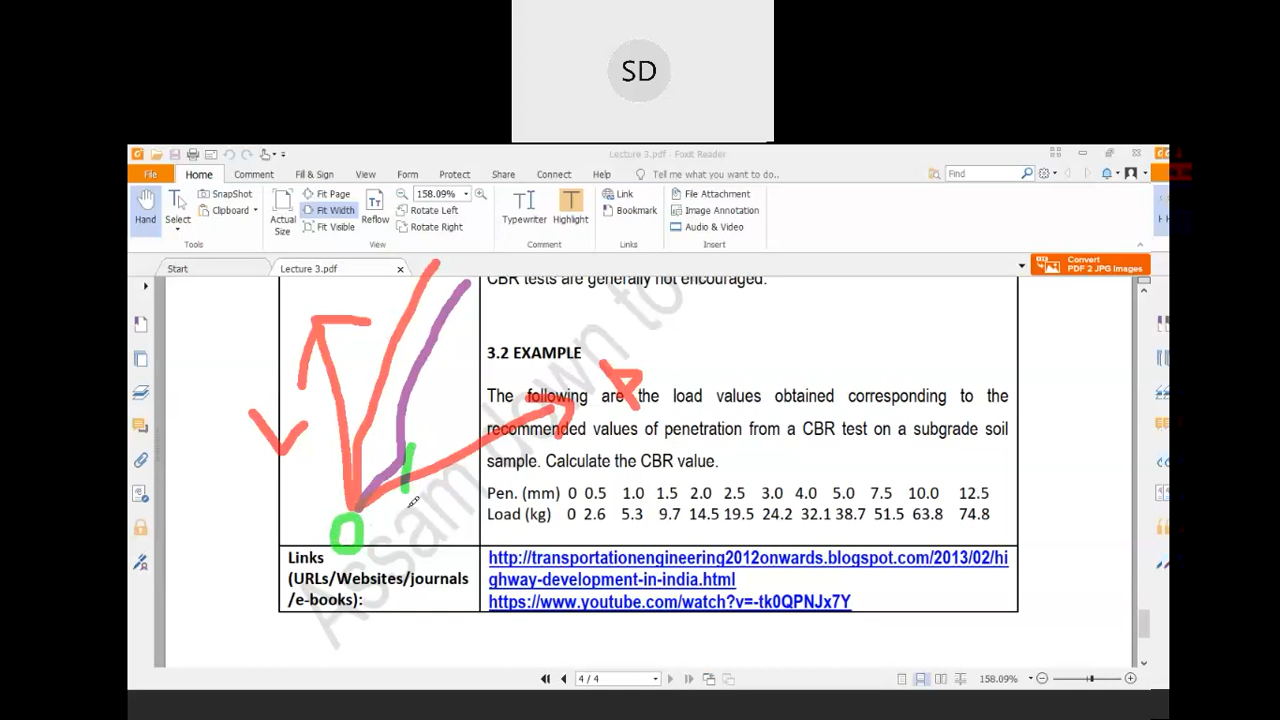 SD
Lecture 3.pdf - Foxit Reader
File Home Comment Fill & Sign View Form Protect Share Connect Help Tell me what you want to do.. Find
Hand
Select
SnapShot
Clipboard
Tools
Actual Size
Fit Page
Fit Width
Fit Visible
Reflow
158.09%
Rotate Left
Rotate Right
View
Typewriter
Highlight
Comment
Link
Bookmark
Links
File Attachment
Image Annotation
Audio & Video
Insert
Start
Lecture 3.pdf
Convert
PDF 2 JPG Images
CBR tests are generally not encouraged.
3.2 EXAMPLE
The following are the load values obtained corresponding to the
recommended values of penetration from a CBR test on a subgrade soil
sample. Calculate the CBR value.
Pen. (mm) 0 0.5 1.0 1.5 2.0 2.5 3.0 4.0 5.0 7.5 10.0 12.5
Load (kg) 0 2.6 5.3 9.7 14.5 19.5 24.2 32.1 38.7 51.5 63.8 74.8
Links
(URLs/Websites/journals
/e-books):
http://transportationengineering2012onwards.blogspot.com/2013/02/hi
ghway-development-in-india.html
https://www.youtube.com/watch?v=-tk0QPNJx7Y
Assam down to
0
4 / 4
158.09%